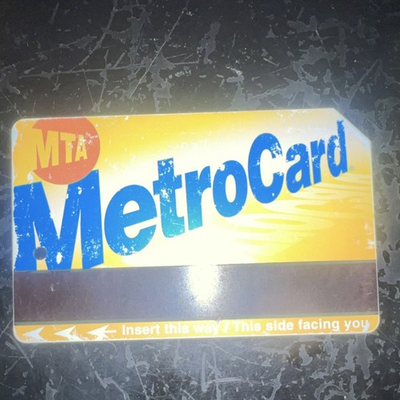 MTA
MetroCard
Insert this way / This side facing you